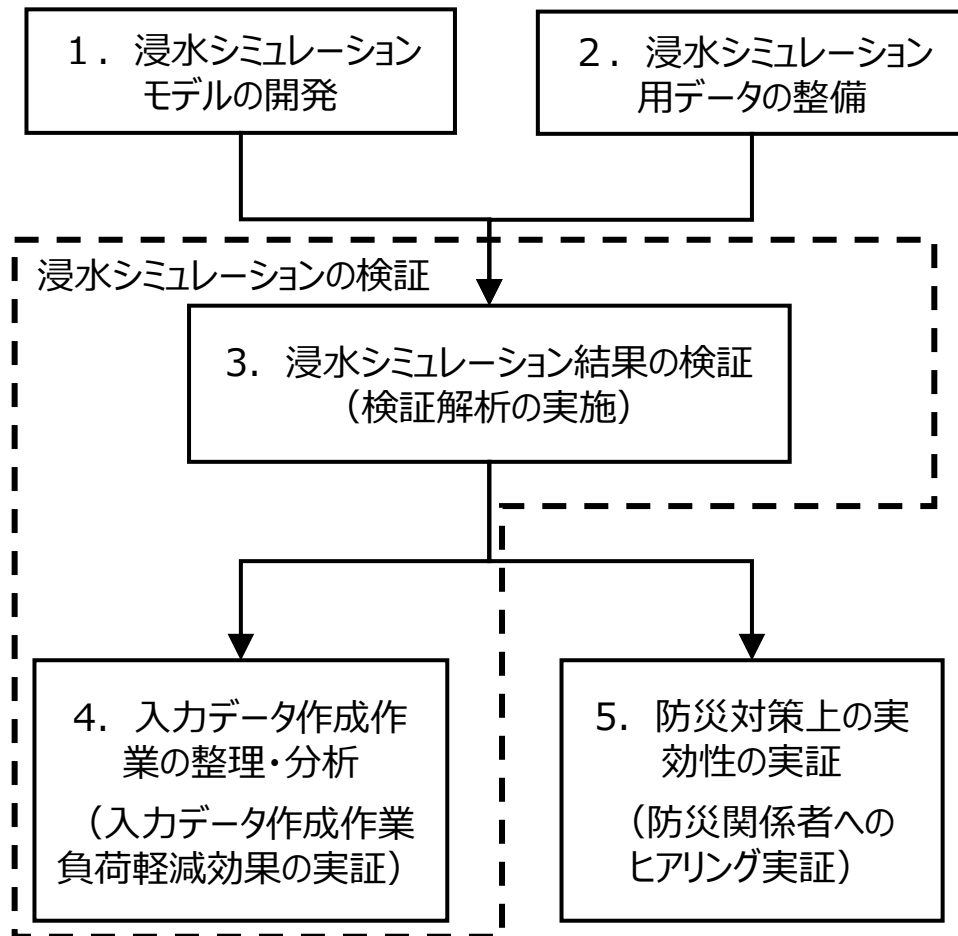 1．浸水シミュレーション
モデルの開発
2．浸水シミュレーション
用データの整備
浸水シミュレーションの検証
3．浸水シミュレーション結果の検証
（検証解析の実施）
4．入力データ作成作
業の整理・分析
（入力データ作成作業
負荷軽減効果の実証）
5．防災対策上の実
効性の実証
（防災関係者への
ヒアリング実証）